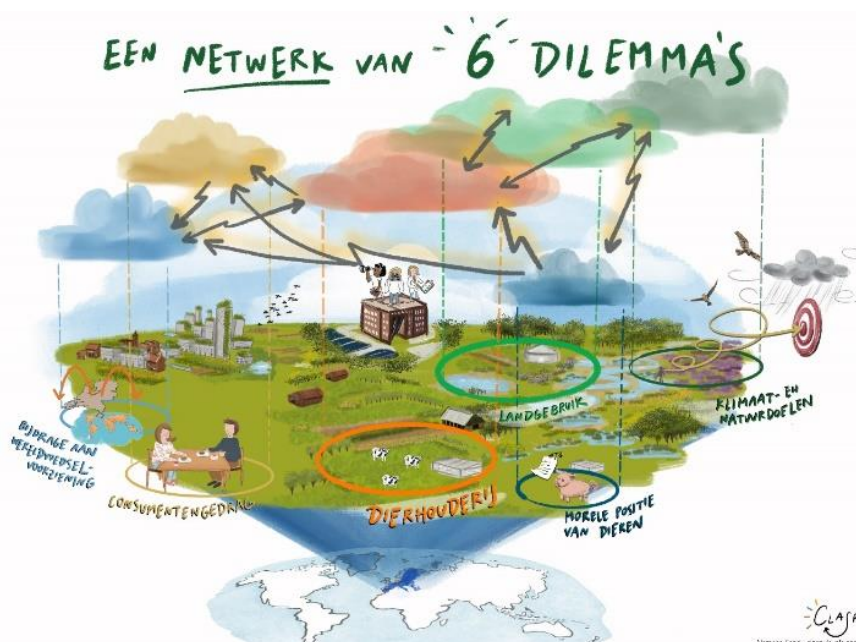 EEN NETWERK VAN 6 DILEMMA'S
LANDGEBRUIK
KLIMAAT- EN
NATUURDOELEN
BIJDRAGE AAN
WERELDVOEDSEL-
VOORZIENING
CONSUMENTENGEDRAG
DIERHOUDERIJ
MORELE POSITIE
VAN DIEREN